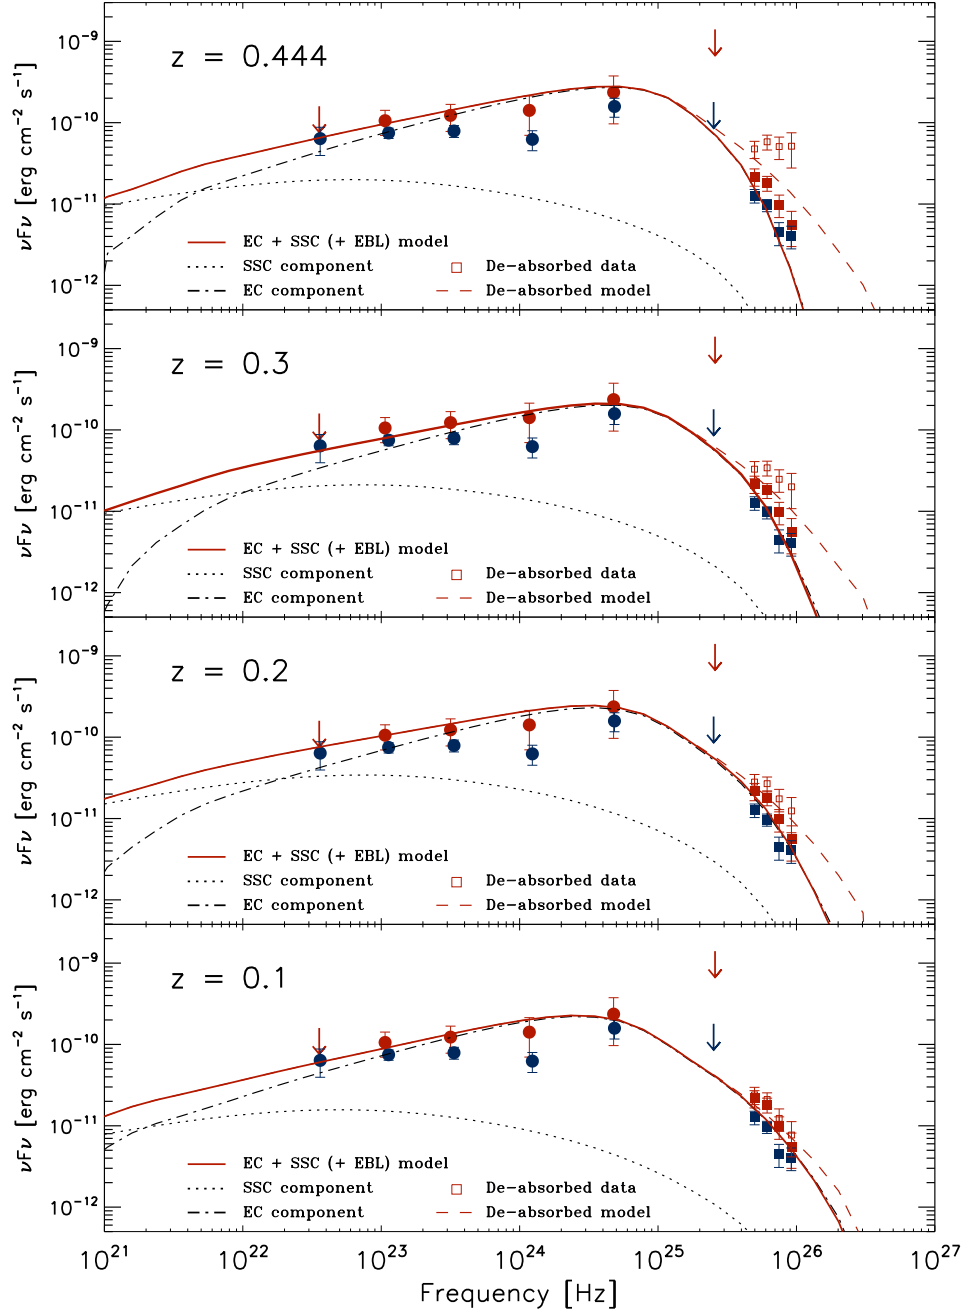 10⁻⁹
z = 0.444
10⁻¹⁰
10⁻¹¹
10⁻¹²
νFν [erg cm⁻² s⁻¹]
EC + SSC (+ EBL) model
SSC component
De-absorbed data
EC component
De-absorbed model
10⁻⁹
z = 0.3
10⁻¹⁰
10⁻¹¹
10⁻¹²
νFν [erg cm⁻² s⁻¹]
EC + SSC (+ EBL) model
SSC component
De-absorbed data
EC component
De-absorbed model
10⁻⁹
z = 0.2
10⁻¹⁰
10⁻¹¹
10⁻¹²
νFν [erg cm⁻² s⁻¹]
EC + SSC (+ EBL) model
SSC component
De-absorbed data
EC component
De-absorbed model
10⁻⁹
z = 0.1
10⁻¹⁰
10⁻¹¹
10⁻¹²
νFν [erg cm⁻² s⁻¹]
EC + SSC (+ EBL) model
SSC component
De-absorbed data
EC component
De-absorbed model
10²¹ 10²² 10²³ 10²⁴ 10²⁵ 10²⁶ 10²⁷
Frequency [Hz]